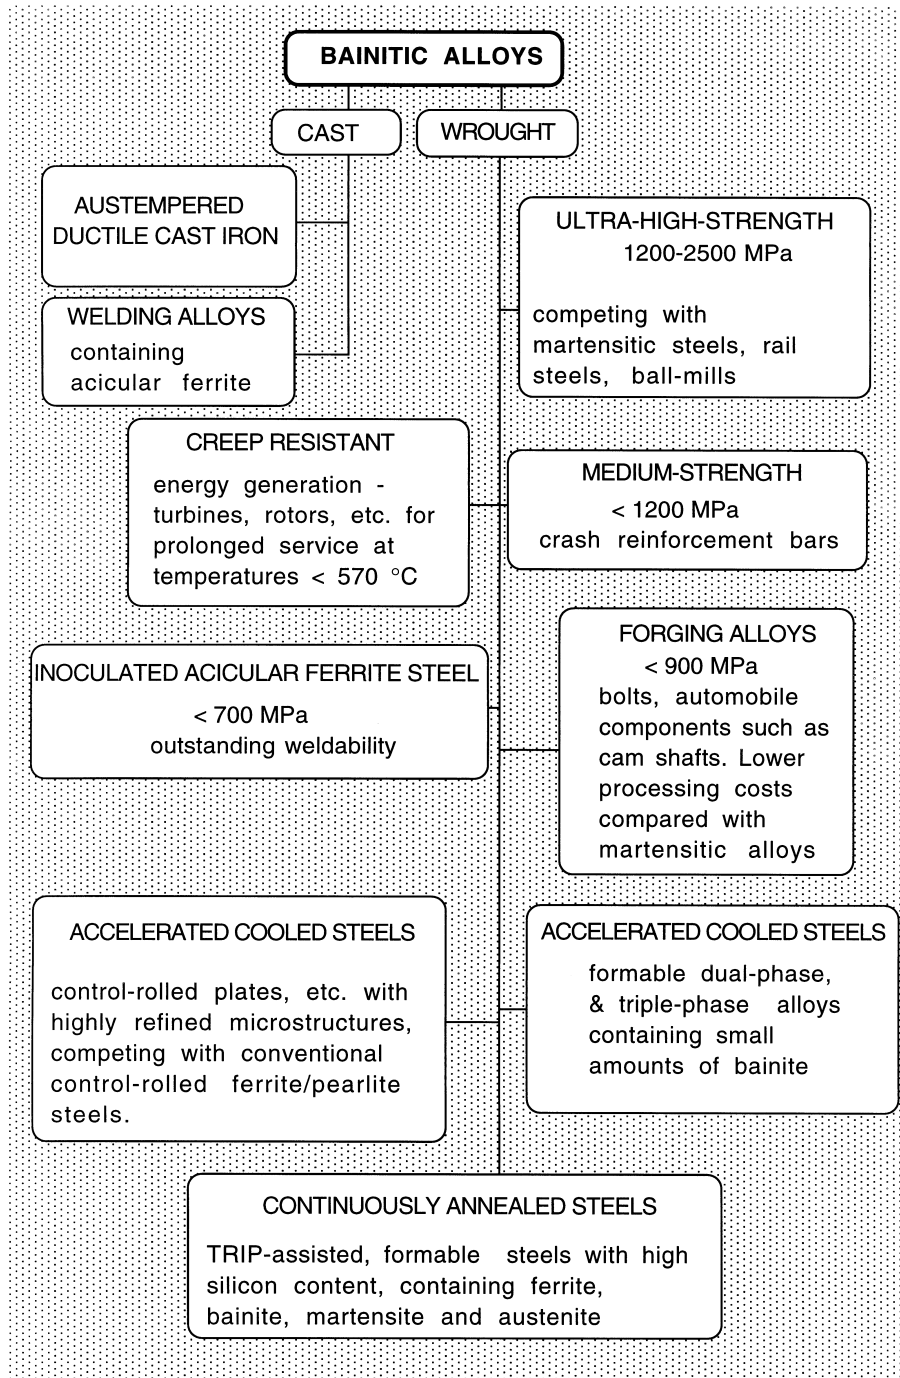 BAINITIC ALLOYS
CAST
WROUGHT
AUSTEMPERED
DUCTILE CAST IRON
WELDING ALLOYS
containing
acicular ferrite
ULTRA-HIGH-STRENGTH
1200-2500 MPa
competing with
martensitic steels, rail
steels, ball-mills
CREEP RESISTANT
energy generation -
turbines, rotors, etc. for
prolonged service at
temperatures < 570 °C
MEDIUM-STRENGTH
< 1200 MPa
crash reinforcement bars
INOCULATED ACICULAR FERRITE STEEL
< 700 MPa
outstanding weldability
FORGING ALLOYS
< 900 MPa
bolts, automobile
components such as
cam shafts. Lower
processing costs
compared with
martensitic alloys
ACCELERATED COOLED STEELS
control-rolled plates, etc. with
highly refined microstructures,
competing with conventional
control-rolled ferrite/pearlite
steels.
ACCELERATED COOLED STEELS
formable dual-phase,
& triple-phase alloys
containing small
amounts of bainite
CONTINUOUSLY ANNEALED STEELS
TRIP-assisted, formable steels with high
silicon content, containing ferrite,
bainite, martensite and austenite